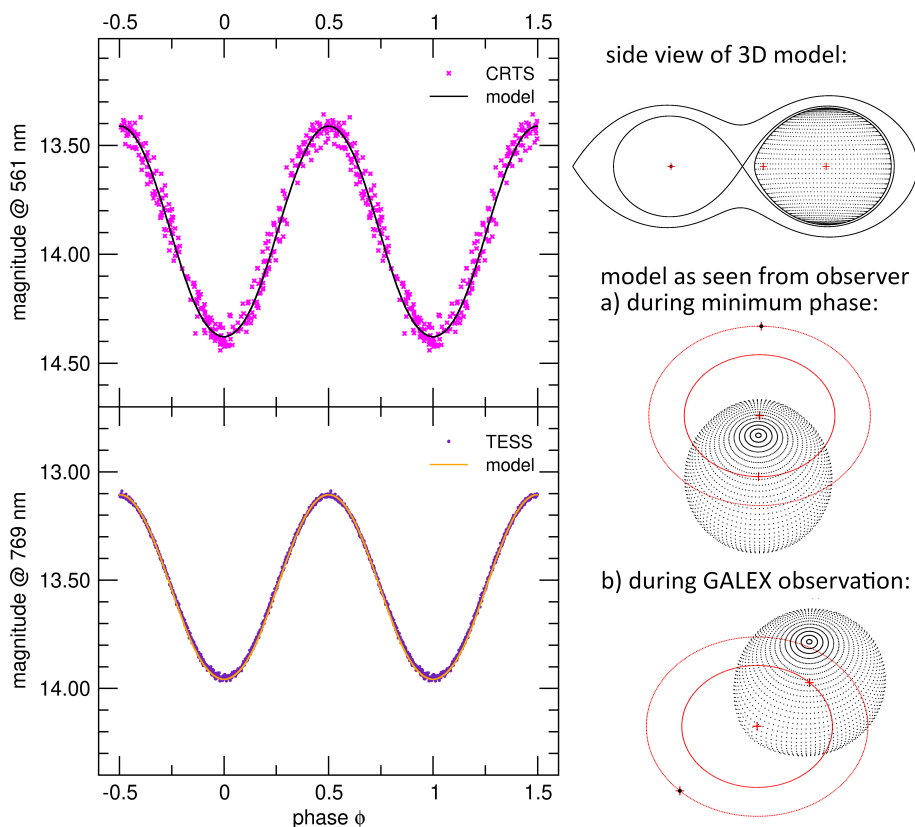 -0.5 0 0.5 1 1.5
magnitude @ 561 nm
13.50
14.00
14.50
CRTS
model
magnitude @ 769 nm
13.00
13.50
14.00
TESS
model
-0.5 0 0.5 1 1.5
phase ϕ
side view of 3D model:
model as seen from observer
a) during minimum phase:
b) during GALEX observation: